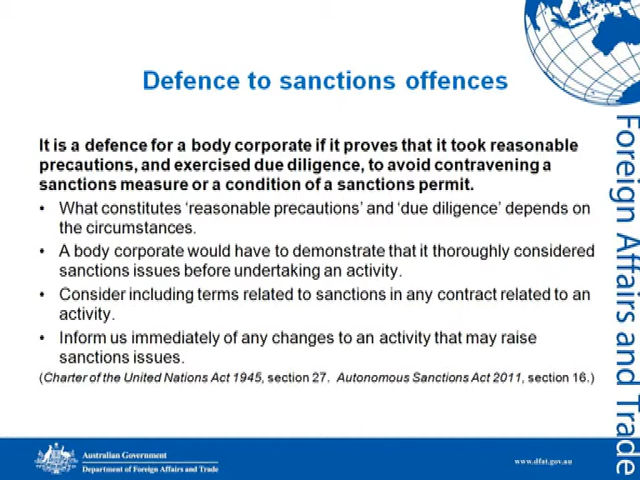 Defence to sanctions offences
It is a defence for a body corporate if it proves that it took reasonable
precautions, and exercised due diligence, to avoid contravening a
sanctions measure or a condition of a sanctions permit.
• What constitutes ‘reasonable precautions’ and ‘due diligence’ depends on
the circumstances.
• A body corporate would have to demonstrate that it thoroughly considered
sanctions issues before undertaking an activity.
• Consider including terms related to sanctions in any contract related to an
activity.
• Inform us immediately of any changes to an activity that may raise
sanctions issues.
(Charter of the United Nations Act 1945, section 27. Autonomous Sanctions Act 2011, section 16.)
Foreign Affairs and Trade
Australian Government
Department of Foreign Affairs and Trade
www.dfat.gov.au